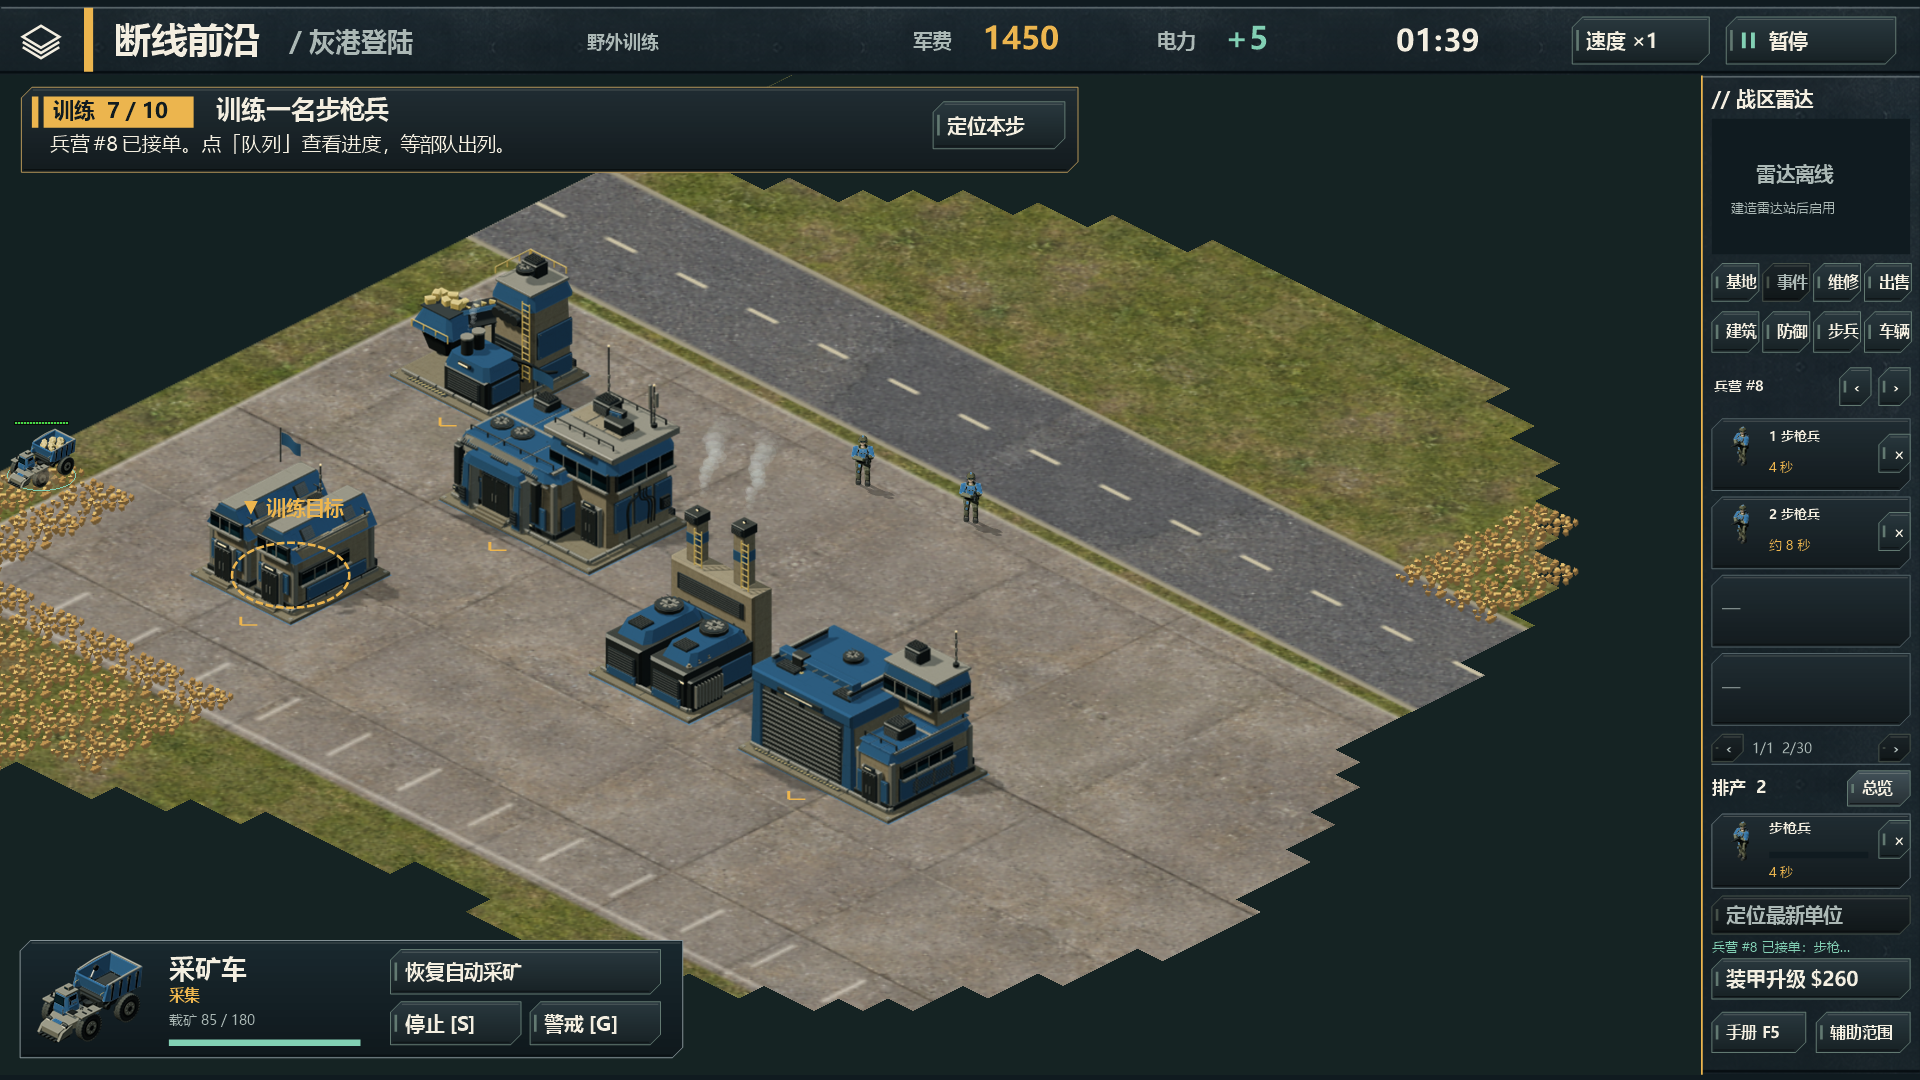 断线前沿
/ 灰港登陆
野外训练
军费 1450
电力 +5
01:39
速度 ×1
暂停
训练 7 / 10 训练一名步枪兵
兵营 #8 已接单。点「队列」查看进度，等部队出列。
定位本步
// 战区雷达
雷达离线
建造雷达站后启用
基地 事件 维修 出售
建筑 防御 步兵 车辆
兵营 #8 ‹ ›
1 步枪兵
4 秒
×
2 步枪兵
约 8 秒
×
—
—
‹ 1/1 2/30 ›
排产 2 总览
步枪兵
4 秒
×
定位最新单位
兵营 #8 已接单：步枪...
装甲升级 $260
手册 F5 辅助范围
▼ 训练目标
采矿车
采集
载矿 85 / 180
恢复自动采矿
停止 [S] 警戒 [G]